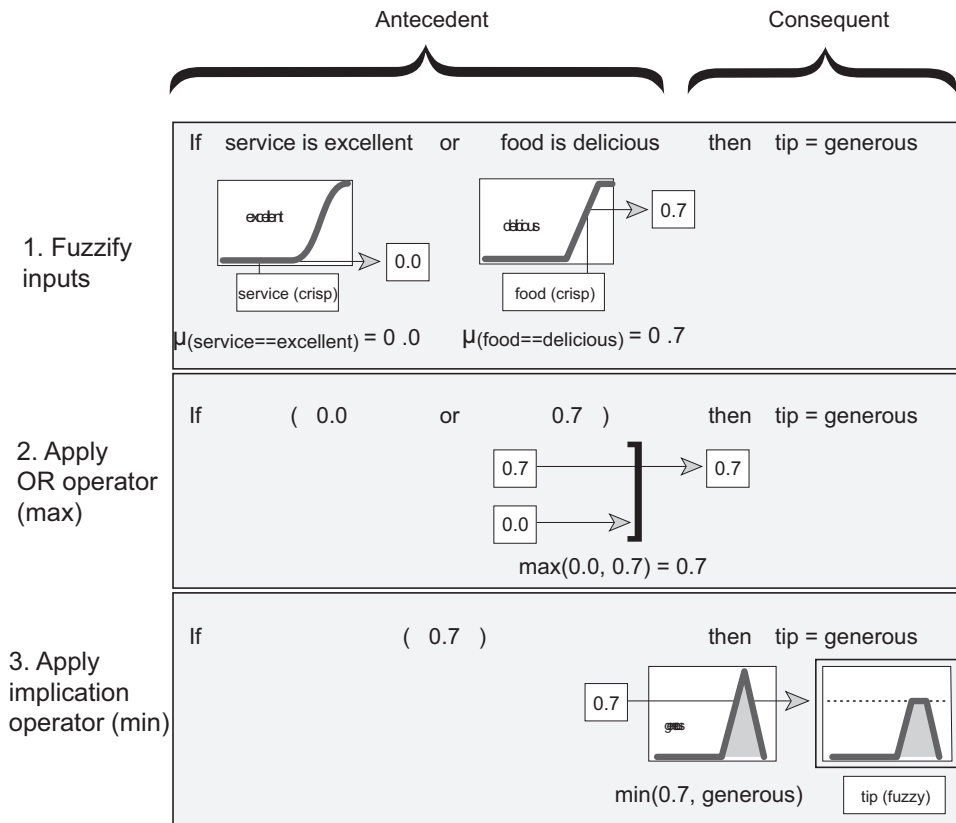 Antecedent
Consequent
If service is excellent or food is delicious then tip = generous
1. Fuzzify
inputs
excellent
0.0
service (crisp)
delicious
0.7
food (crisp)
μ(service==excellent) = 0 .0
μ(food==delicious) = 0 .7
2. Apply
OR operator
(max)
If ( 0.0 or 0.7 ) then tip = generous
0.7
0.7
0.0
max(0.0, 0.7) = 0.7
3. Apply
implication
operator (min)
If ( 0.7 ) then tip = generous
0.7
generous
min(0.7, generous)
tip (fuzzy)